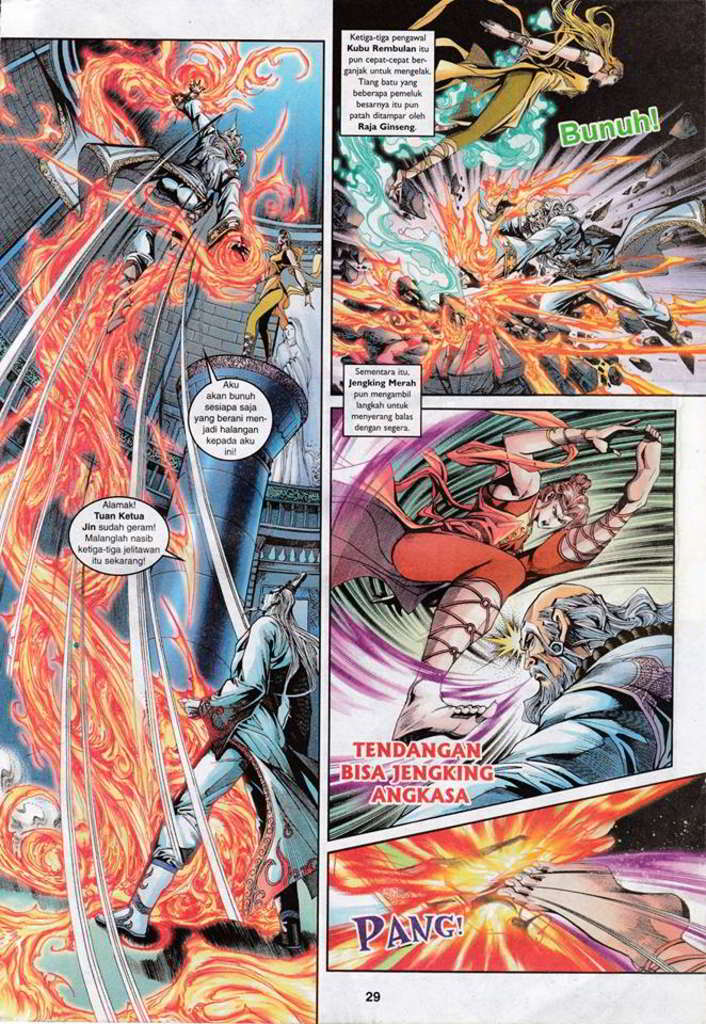 Aku
akan bunuh
sesiapa saja
yang berani men-
jadi halangan
kepada aku
ini!
Alamak!
Tuan Ketua
Jin sudah geram!
Malanglah nasib
ketiga-tiga jelitawan
itu sekarang!
Ketiga-tiga pengawal
Kubu Rembulan itu
pun cepat-cepat ber-
ganjak untuk mengelak.
Tiang batu yang
beberapa pemeluk
besarnya itu pun
patah ditampar oleh
Raja Ginseng.
Bunuh!
Sementara itu,
Jengking Merah
pun mengambil
langkah untuk
menyerang balas
dengan segera.
TENDANGAN
BISA JENGKING
ANGKASA
PANG!
29